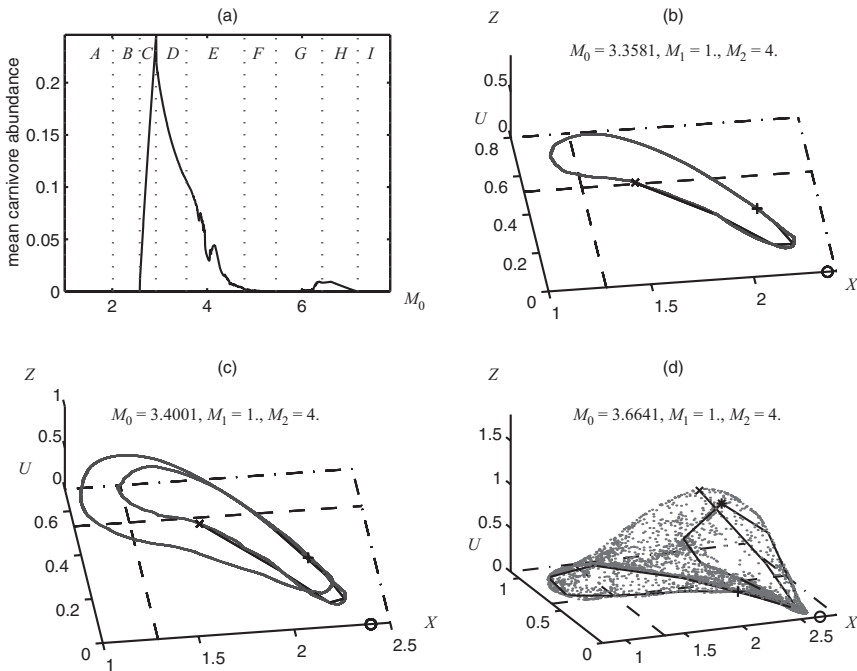 (a)
A B C D E F G H I
mean carnivore abundance
0.2
0.15
0.1
0.05
0
2 4 6 M0
(b)
Z
M0 = 3.3581, M1 = 1., M2 = 4.
0.5
U
0
0.8
0.6
0.4
0.2
0
1 1.5 2 X
(c)
Z
1
M0 = 3.4001, M1 = 1., M2 = 4.
0.5
U
0
0.6
0.4
0.2
0
1 1.5 2 2.5 X
(d)
Z
M0 = 3.6641, M1 = 1., M2 = 4.
1.5
1
0.5
U
0
1
0.5
0
1 1.5 2 2.5 X